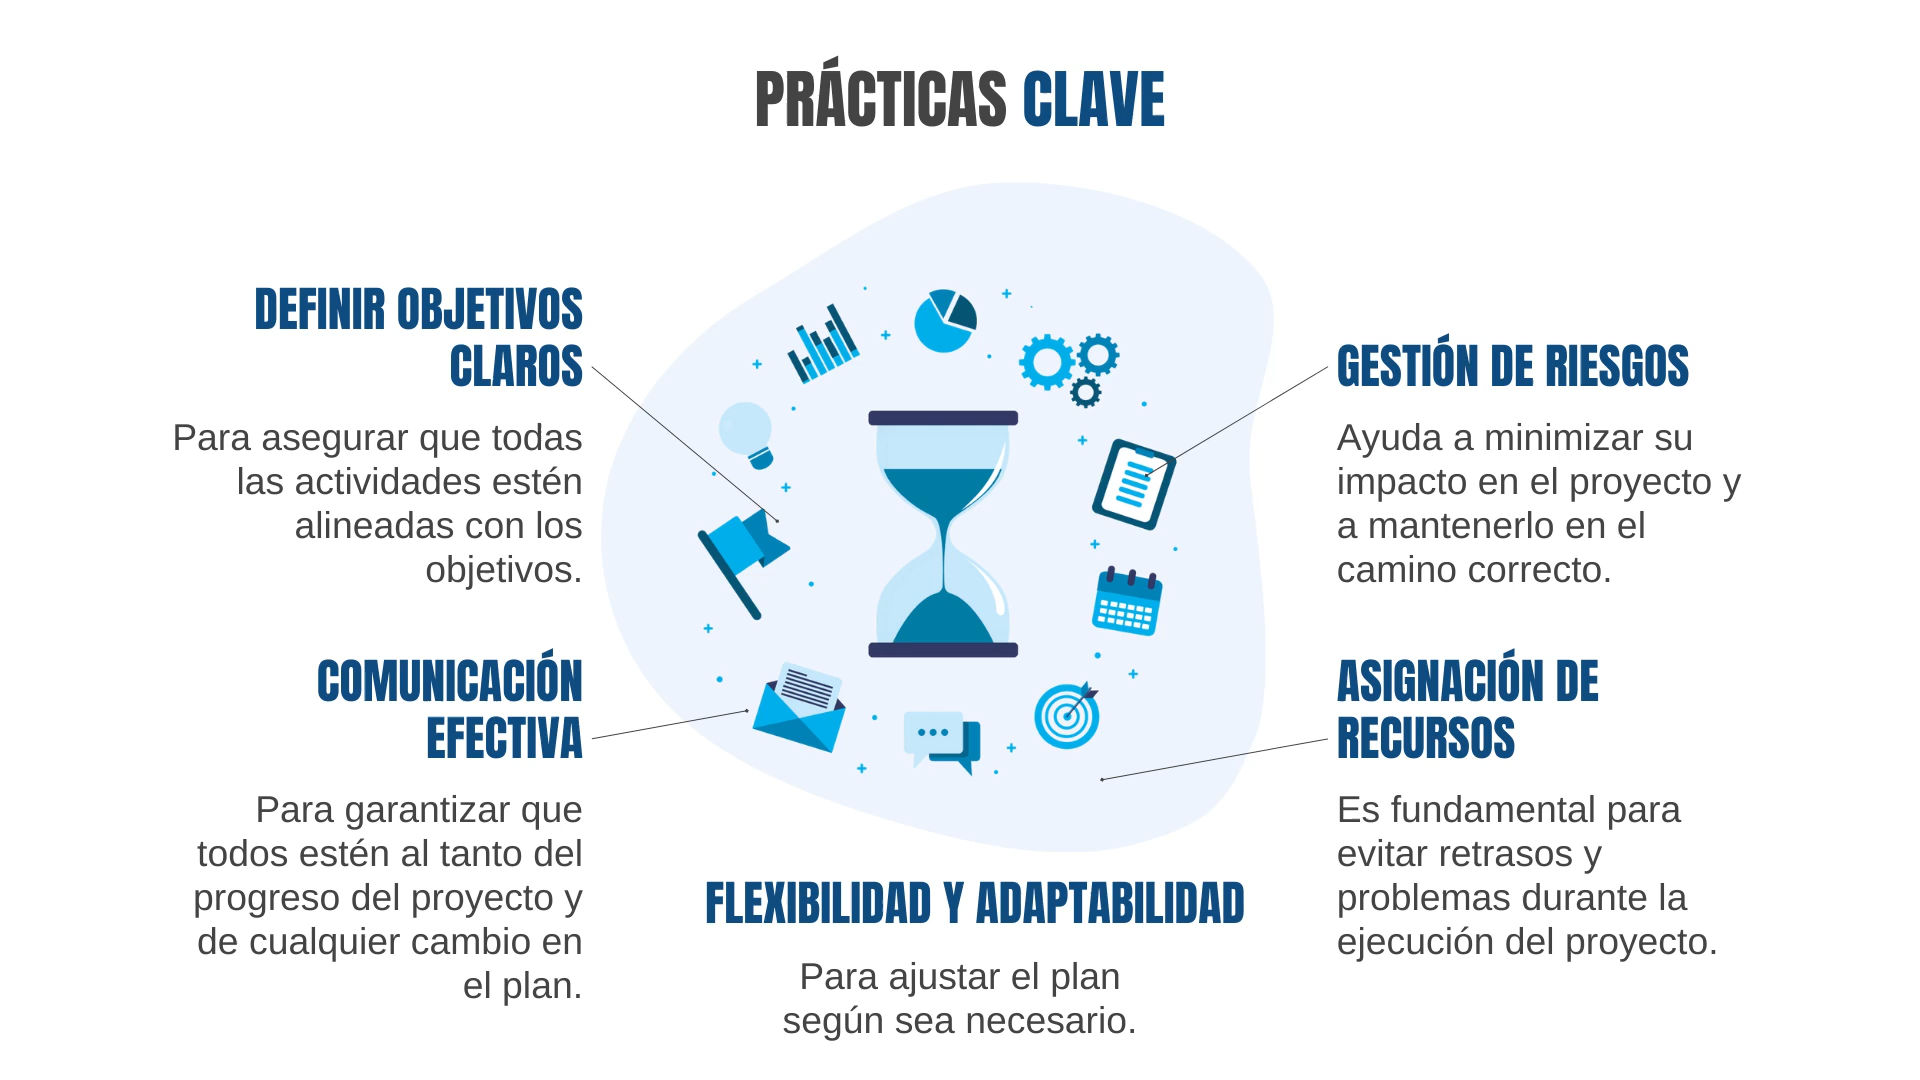 PRÁCTICAS CLAVE
DEFINIR OBJETIVOS
CLAROS
Para asegurar que todas
las actividades estén
alineadas con los
objetivos.
COMUNICACIÓN
EFECTIVA
Para garantizar que
todos estén al tanto del
progreso del proyecto y
de cualquier cambio en
el plan.
FLEXIBILIDAD Y ADAPTABILIDAD
Para ajustar el plan
según sea necesario.
GESTIÓN DE RIESGOS
Ayuda a minimizar su
impacto en el proyecto y
a mantenerlo en el
camino correcto.
ASIGNACIÓN DE
RECURSOS
Es fundamental para
evitar retrasos y
problemas durante la
ejecución del proyecto.